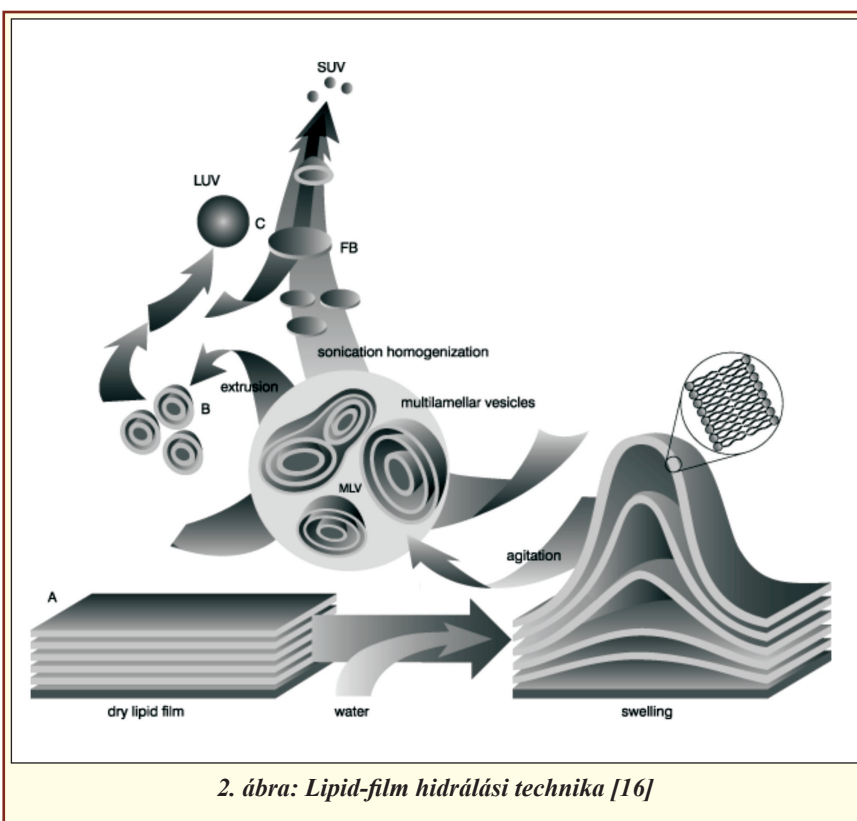 SUV
LUV
C
FB
sonication homogenization
extrusion
multilamellar vesicles
B
MLV
agitation
A
dry lipid film
water
swelling
2. ábra: Lipid-film hidrálási technika [16]